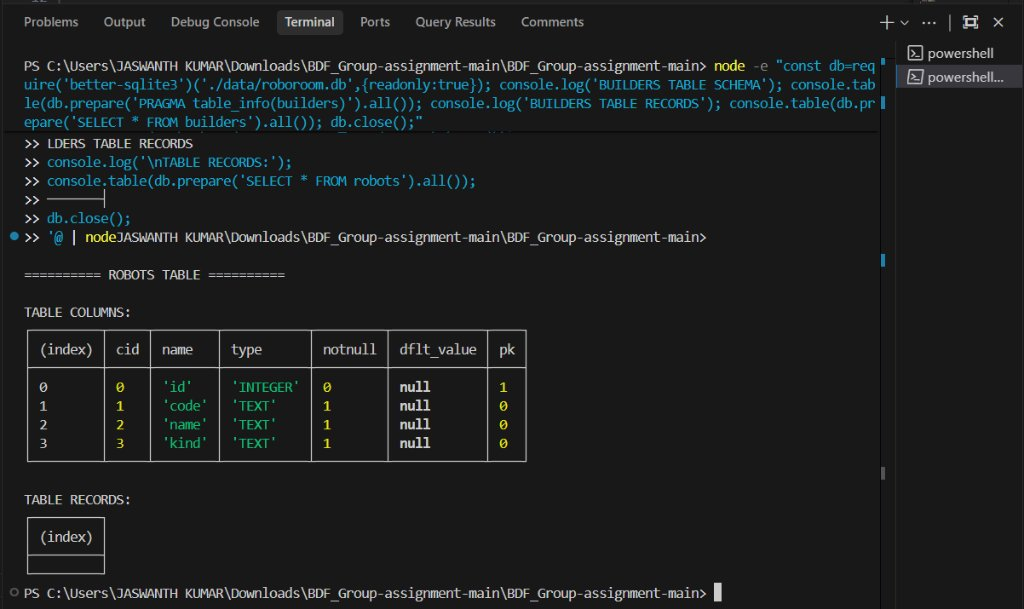 Problems Output Debug Console Terminal Ports Query Results Comments
powershell
powershell...
PS C:\Users\JASWANTH KUMAR\Downloads\BDF_Group-assignment-main\BDF_Group-assignment-main> node -e "const db=req
uire('better-sqlite3')('./data/roboroom.db',{readonly:true}); console.log('BUILDERS TABLE SCHEMA'); console.tab
le(db.prepare('PRAGMA table_info(builders)').all()); console.log('BUILDERS TABLE RECORDS'); console.table(db.pr
epare('SELECT * FROM builders').all()); db.close();"
>> LDERS TABLE RECORDS
>> console.log('\nTABLE RECORDS:');
>> console.table(db.prepare('SELECT * FROM robots').all());
>>
>> db.close();
>> '@ | nodeJASWANTH KUMAR\Downloads\BDF_Group-assignment-main\BDF_Group-assignment-main>
========== ROBOTS TABLE ==========
TABLE COLUMNS:
(index) cid name type notnull dflt_value pk
0 0 'id' 'INTEGER' 0 null 1
1 1 'code' 'TEXT' 1 null 0
2 2 'name' 'TEXT' 1 null 0
3 3 'kind' 'TEXT' 1 null 0
TABLE RECORDS:
(index)
PS C:\Users\JASWANTH KUMAR\Downloads\BDF_Group-assignment-main\BDF_Group-assignment-main>